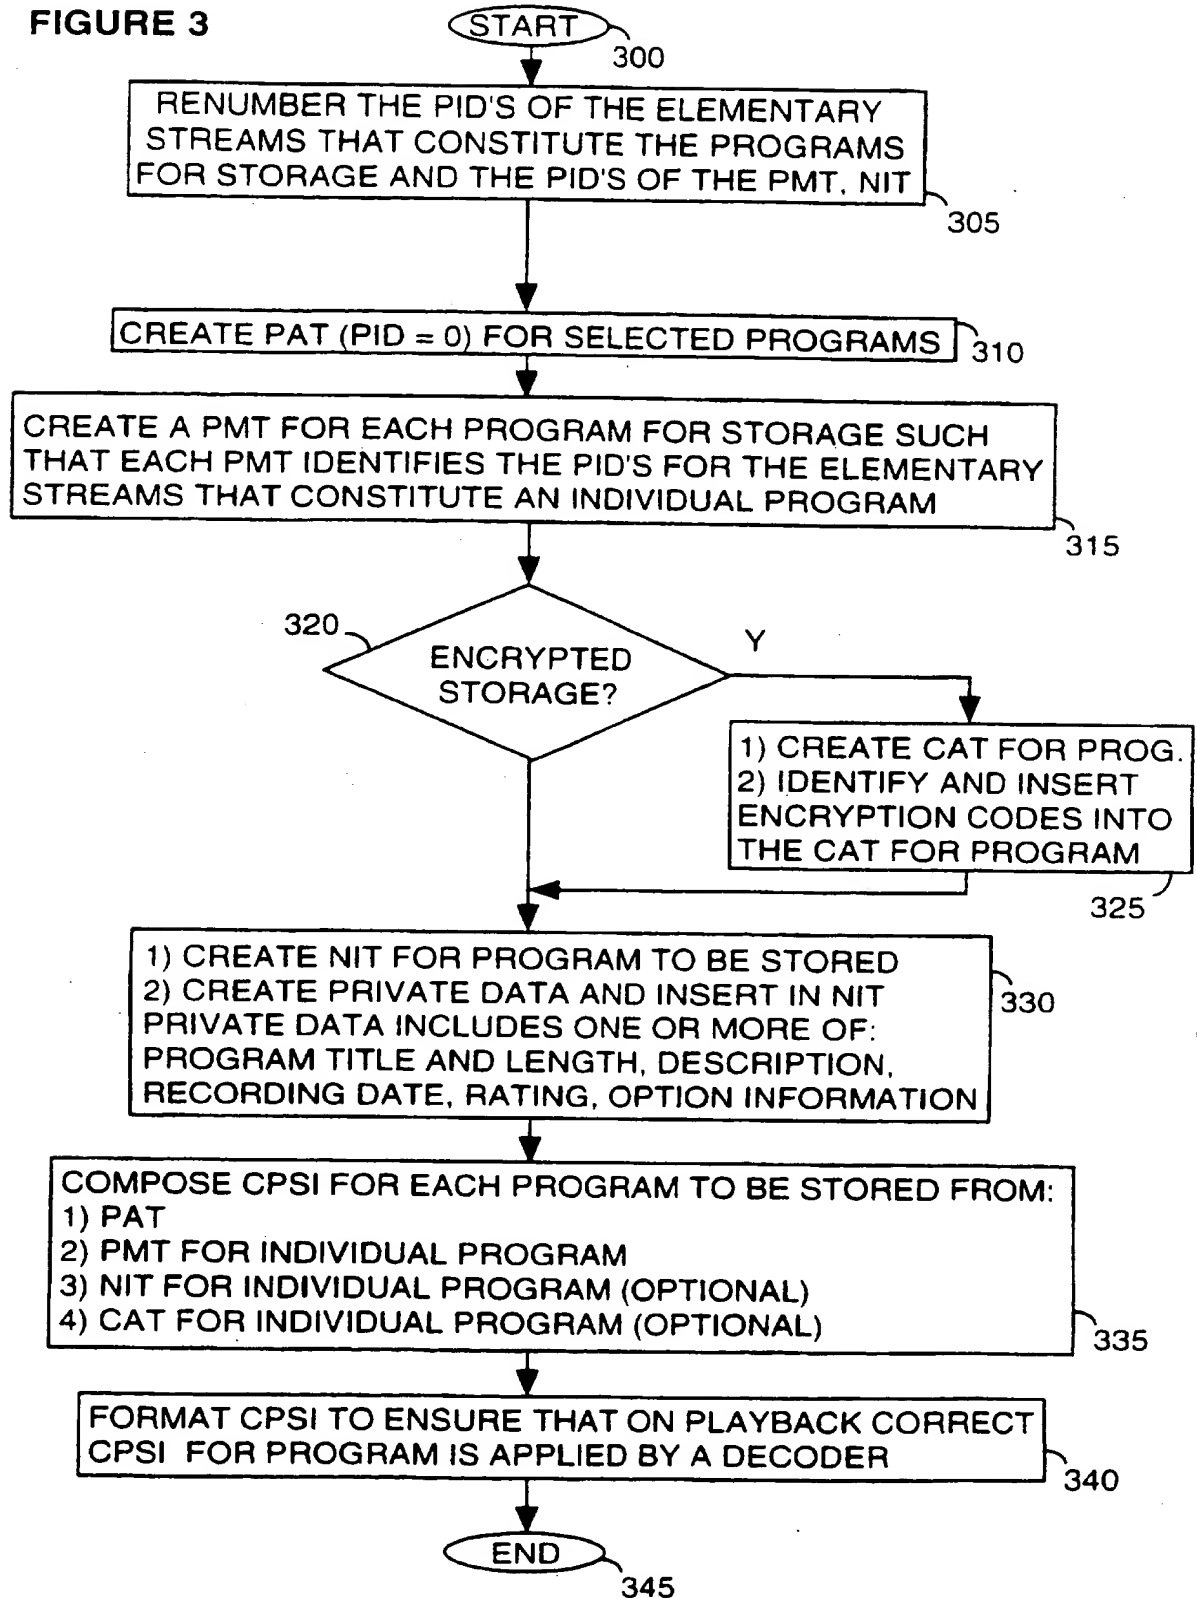 FIGURE 3
START
300
RENUMBER THE PID'S OF THE ELEMENTARY
STREAMS THAT CONSTITUTE THE PROGRAMS
FOR STORAGE AND THE PID'S OF THE PMT, NIT
305
CREATE PAT (PID = 0) FOR SELECTED PROGRAMS
310
CREATE A PMT FOR EACH PROGRAM FOR STORAGE SUCH
THAT EACH PMT IDENTIFIES THE PID'S FOR THE ELEMENTARY
STREAMS THAT CONSTITUTE AN INDIVIDUAL PROGRAM
315
320
ENCRYPTED
STORAGE?
Y
1) CREATE CAT FOR PROG.
2) IDENTIFY AND INSERT
ENCRYPTION CODES INTO
THE CAT FOR PROGRAM
325
1) CREATE NIT FOR PROGRAM TO BE STORED
2) CREATE PRIVATE DATA AND INSERT IN NIT
PRIVATE DATA INCLUDES ONE OR MORE OF:
PROGRAM TITLE AND LENGTH, DESCRIPTION,
RECORDING DATE, RATING, OPTION INFORMATION
330
COMPOSE CPSI FOR EACH PROGRAM TO BE STORED FROM:
1) PAT
2) PMT FOR INDIVIDUAL PROGRAM
3) NIT FOR INDIVIDUAL PROGRAM (OPTIONAL)
4) CAT FOR INDIVIDUAL PROGRAM (OPTIONAL)
335
FORMAT CPSI TO ENSURE THAT ON PLAYBACK CORRECT
CPSI FOR PROGRAM IS APPLIED BY A DECODER
340
END
345